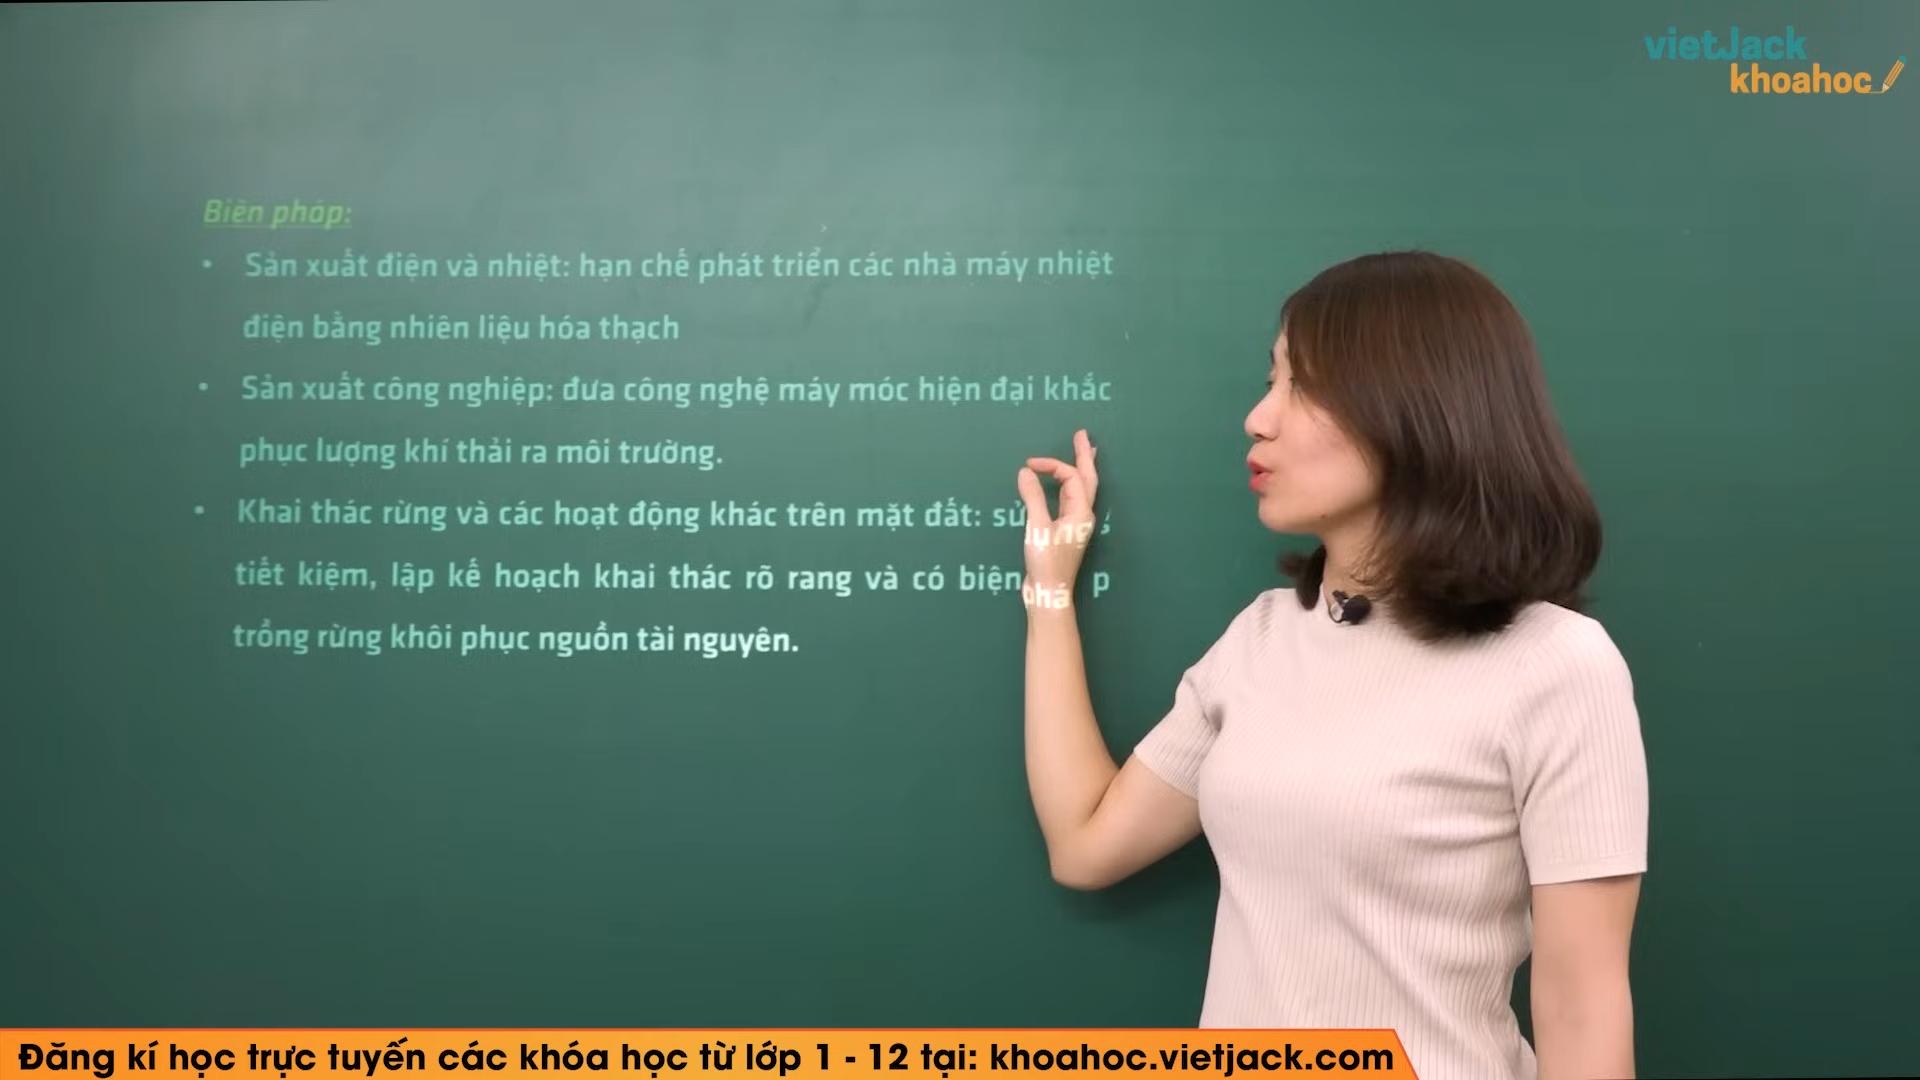 vietJack
khoahoc
Biện pháp:
• Sản xuất điện và nhiệt: hạn chế phát triển các nhà máy nhiệt
điện bằng nhiên liệu hóa thạch
• Sản xuất công nghiệp: đưa công nghệ máy móc hiện đại khắc
phục lượng khí thải ra môi trường.
• Khai thác rừng và các hoạt động khác trên mặt đất: sử dụng
tiết kiệm, lập kế hoạch khai thác rõ rang và có biện pháp
trồng rừng khôi phục nguồn tài nguyên.
Đăng kí học trực tuyến các khóa học từ lớp 1 - 12 tại: khoahoc.vietjack.com